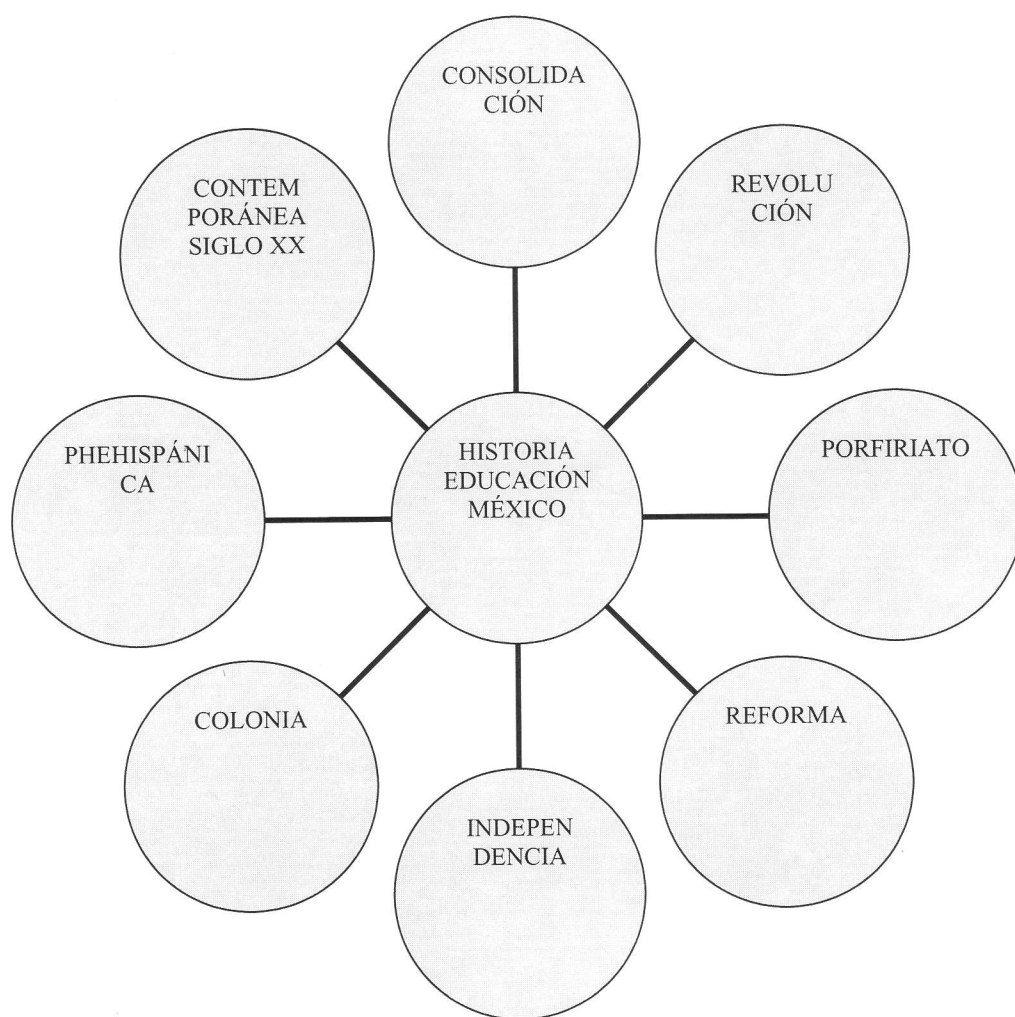 CONSOLIDA
CIÓN
CONTEM
PORÁNEA
SIGLO XX
REVOLU
CIÓN
PHEHISPÁNI
CA
HISTORIA
EDUCACIÓN
MÉXICO
PORFIRIATO
COLONIA
REFORMA
INDEPEN
DENCIA